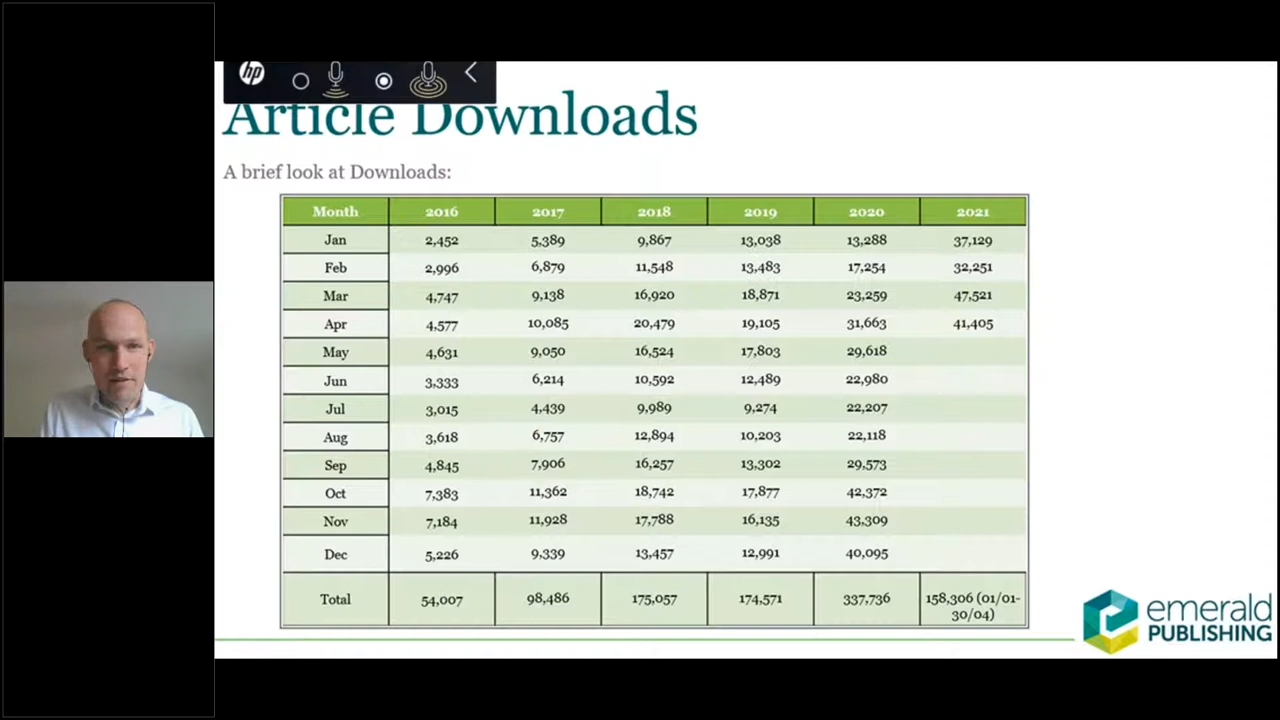 hp
Article Downloads
A brief look at Downloads:
Month 2016 2017 2018 2019 2020 2021
Jan 2,452 5,389 9,867 13,038 13,288 37,129
Feb 2,996 6,879 11,548 13,483 17,254 32,251
Mar 4,747 9,138 16,920 18,871 23,259 47,521
Apr 4,577 10,085 20,479 19,105 31,663 41,405
May 4,631 9,050 16,524 17,803 29,618
Jun 3,333 6,214 10,592 12,489 22,980
Jul 3,015 4,439 9,989 9,274 22,207
Aug 3,618 6,757 12,894 10,203 22,118
Sep 4,845 7,906 16,257 13,302 29,573
Oct 7,383 11,362 18,742 17,877 42,372
Nov 7,184 11,928 17,788 16,135 43,309
Dec 5,226 9,339 13,457 12,991 40,095
Total 54,007 98,486 175,057 174,571 337,736 158,306 (01/01-
30/04)
emerald
PUBLISHING